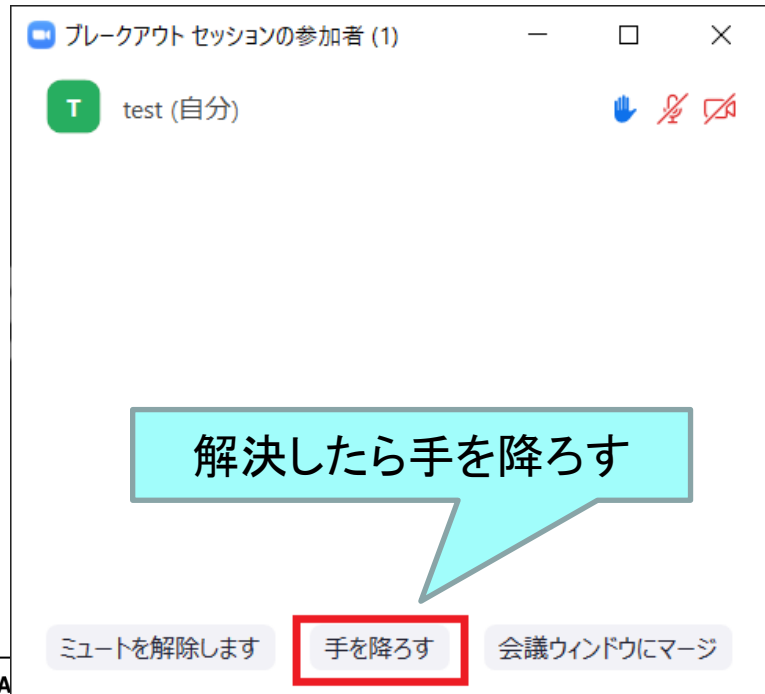 ブレークアウト セッションの参加者 (1)
T test (自分)
解決したら手を降ろす
ミュートを解除します 手を降ろす 会議ウィンドウにマージ
A